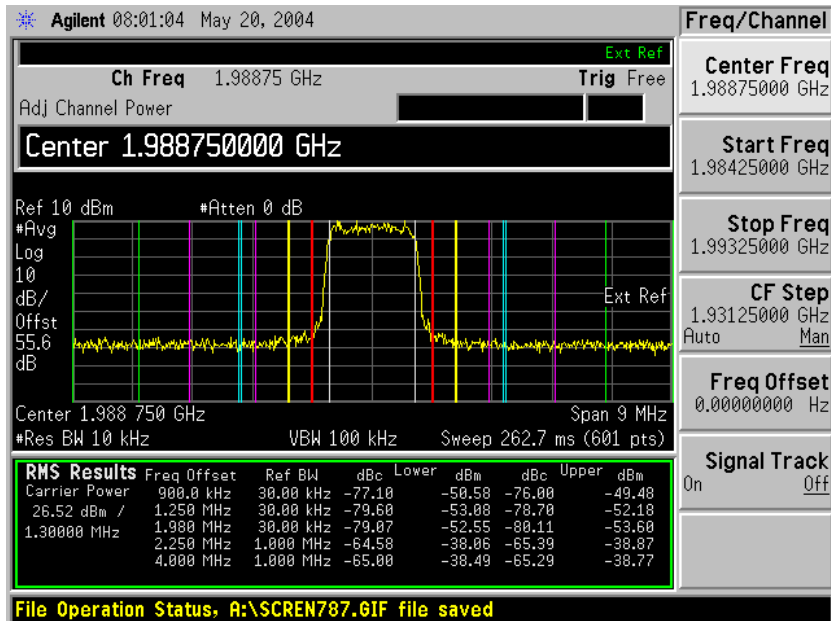 Agilent 08:01:04 May 20, 2004
Ext Ref
Ch Freq 1.98875 GHz Trig Free
Adj Channel Power
Center 1.988750000 GHz
Ref 10 dBm #Atten 0 dB
#Avg
Log
10
dB/
Offst
55.6
dB
Ext Ref
Center 1.988 750 GHz Span 9 MHz
#Res BW 10 kHz VBW 100 kHz Sweep 262.7 ms (601 pts)
RMS Results Freq Offset Ref BW dBc Lower dBm dBc Upper dBm
Carrier Power 900.0 kHz 30.00 kHz -77.10 -50.58 -76.00 -49.48
26.52 dBm / 1.250 MHz 30.00 kHz -79.60 -53.08 -78.70 -52.18
1.30000 MHz 1.980 MHz 30.00 kHz -79.07 -52.55 -80.11 -53.60
2.250 MHz 1.000 MHz -64.58 -38.06 -65.39 -38.87
4.000 MHz 1.000 MHz -65.00 -38.49 -65.29 -38.77
File Operation Status, A:\SCREN787.GIF file saved
Freq/Channel
Center Freq
1.98875000 GHz
Start Freq
1.98425000 GHz
Stop Freq
1.99325000 GHz
CF Step
1.93125000 GHz
Auto Man
Freq Offset
0.00000000 Hz
Signal Track
On Off